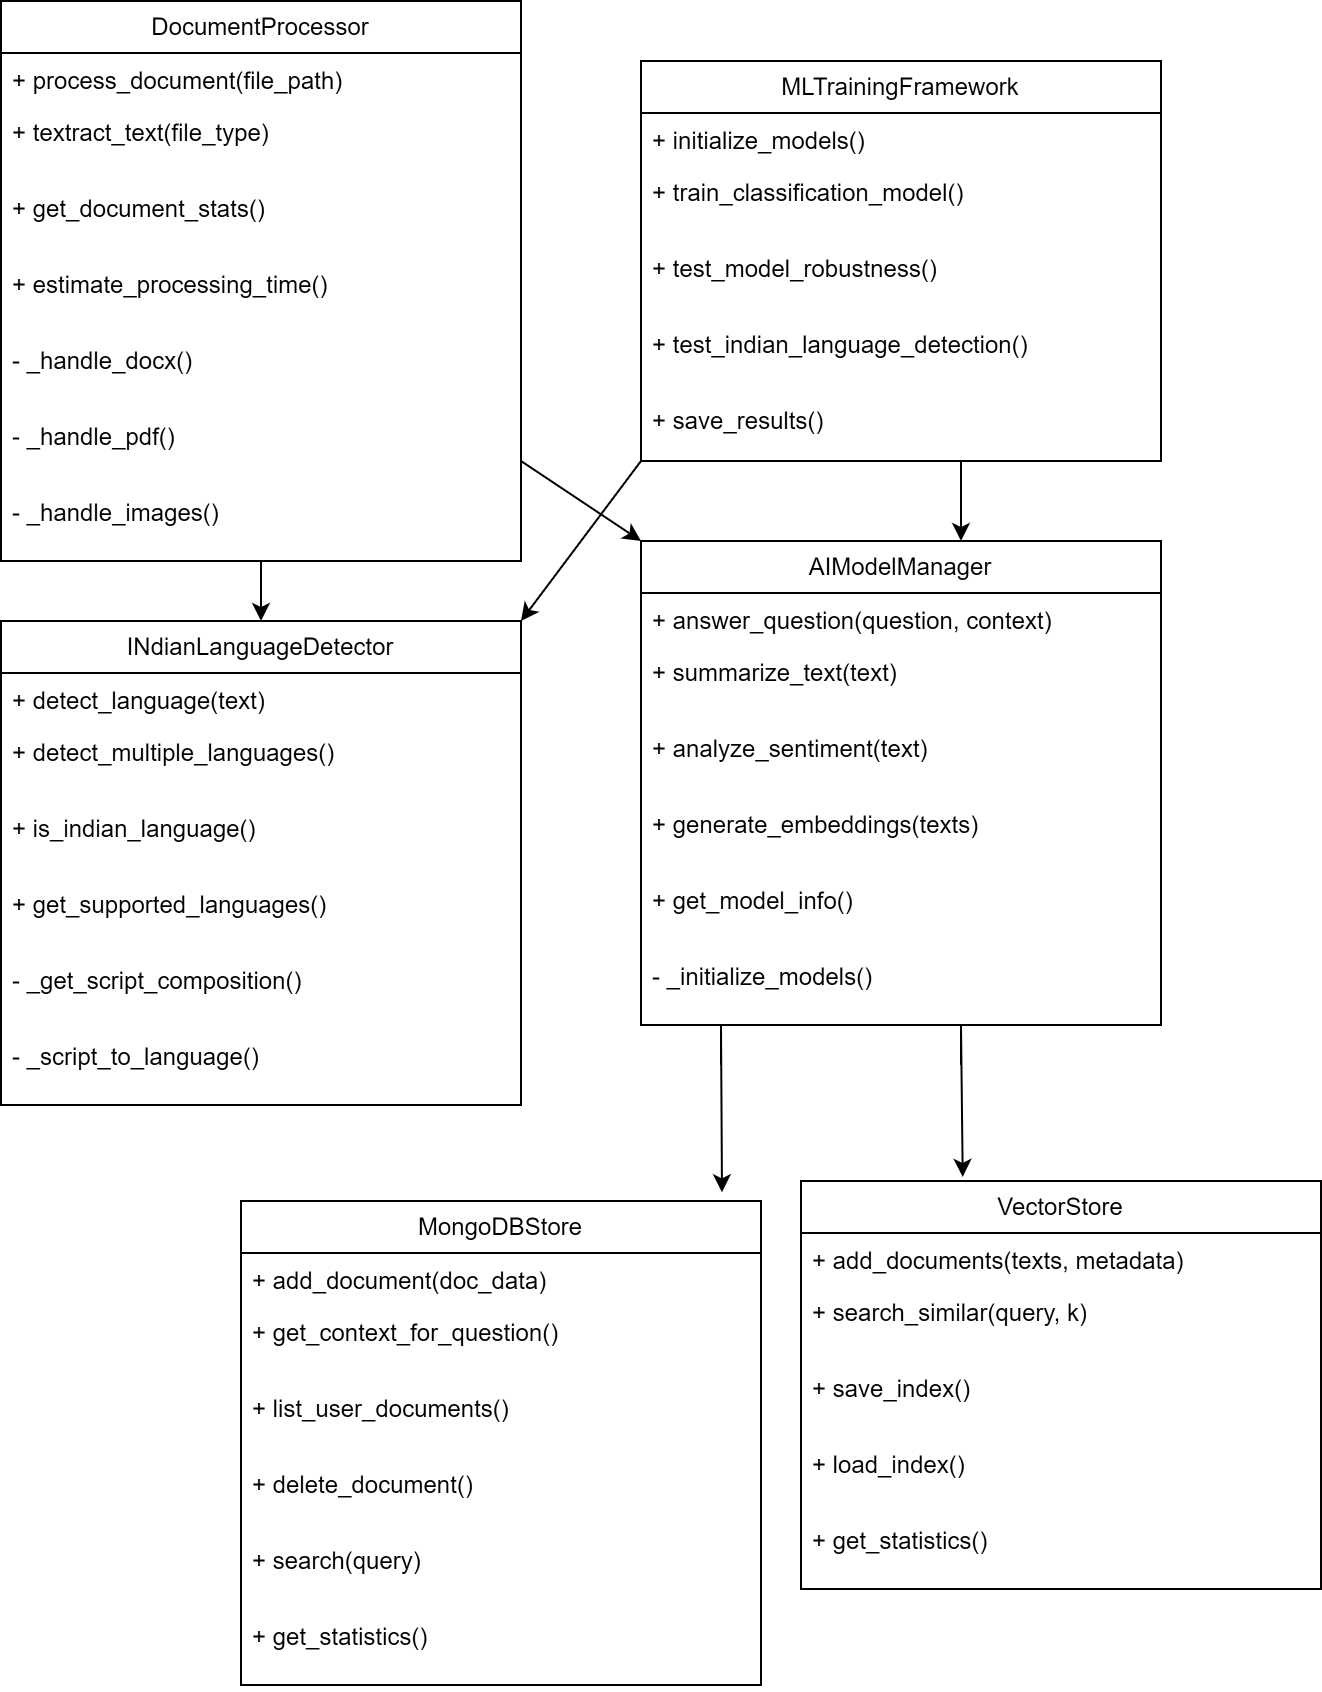 DocumentProcessor
+ process_document(file_path)
+ textract_text(file_type)
+ get_document_stats()
+ estimate_processing_time()
- _handle_docx()
- _handle_pdf()
- _handle_images()
MLTrainingFramework
+ initialize_models()
+ train_classification_model()
+ test_model_robustness()
+ test_indian_language_detection()
+ save_results()
INdianLanguageDetector
+ detect_language(text)
+ detect_multiple_languages()
+ is_indian_language()
+ get_supported_languages()
- _get_script_composition()
- _script_to_language()
AIModelManager
+ answer_question(question, context)
+ summarize_text(text)
+ analyze_sentiment(text)
+ generate_embeddings(texts)
+ get_model_info()
- _initialize_models()
MongoDBStore
+ add_document(doc_data)
+ get_context_for_question()
+ list_user_documents()
+ delete_document()
+ search(query)
+ get_statistics()
VectorStore
+ add_documents(texts, metadata)
+ search_similar(query, k)
+ save_index()
+ load_index()
+ get_statistics()